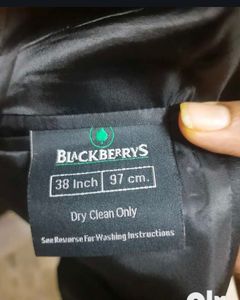 BLACKBERRYS
38 Inch 97 cm.
Dry Clean Only
See Reverse For Washing Instructions